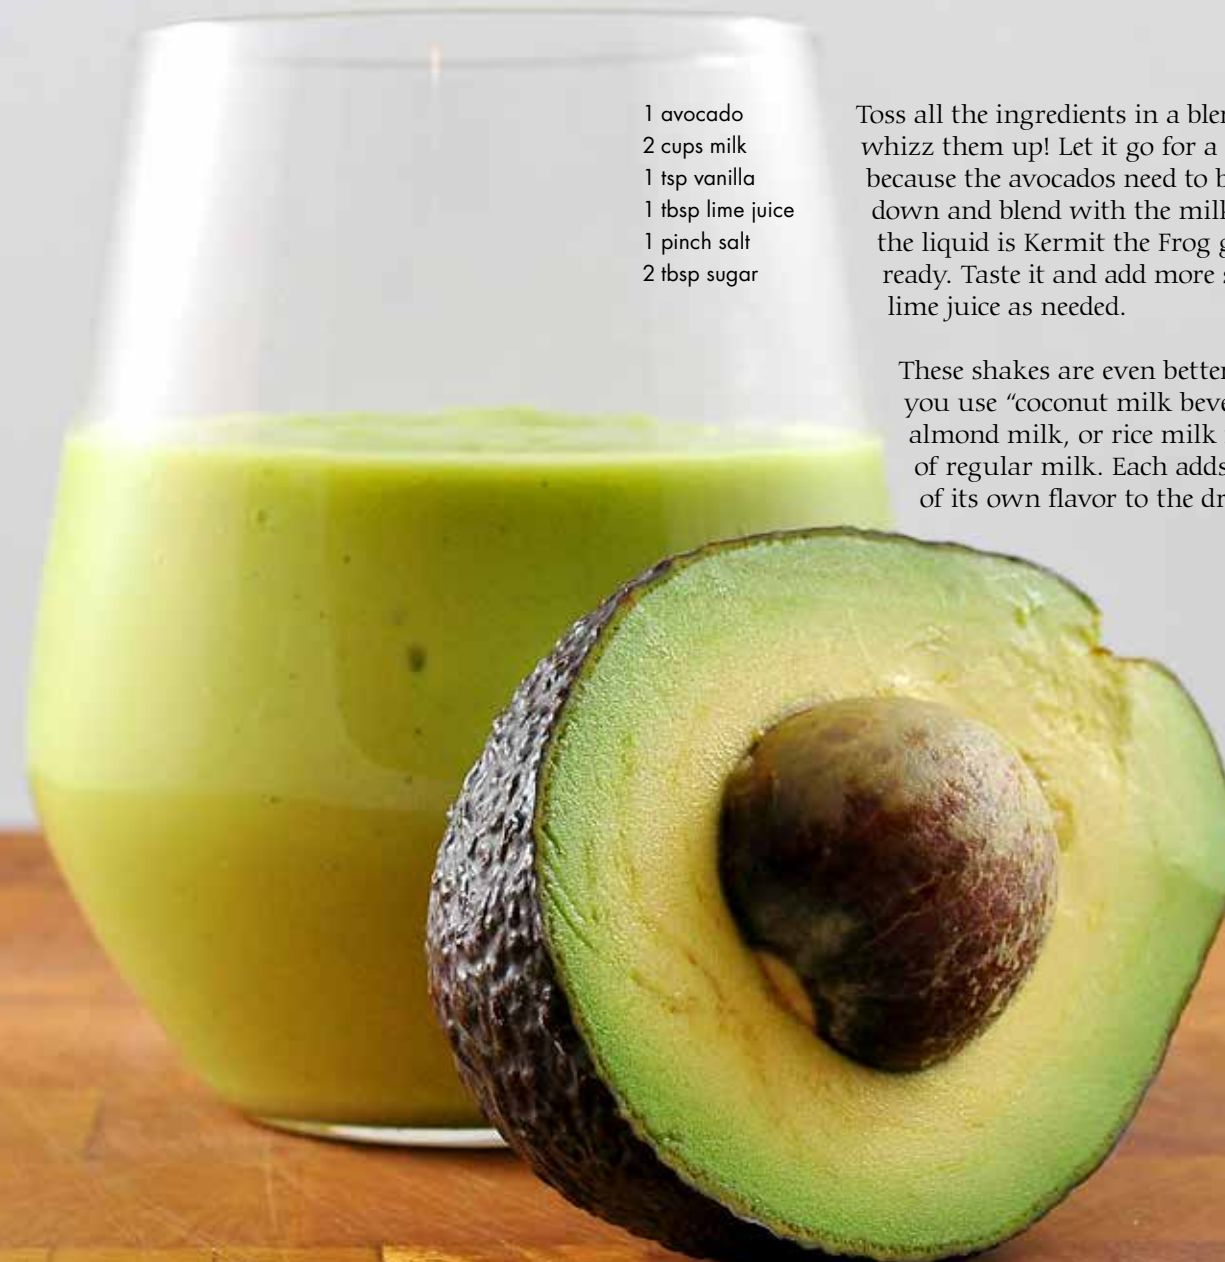 1 avocado
2 cups milk
1 tsp vanilla
1 tbsp lime juice
1 pinch salt
2 tbsp sugar
Toss all the ingredients in a
whizz them up! Let it go for a
because the avocados need to
down and blend with the milk
the liquid is Kermit the Frog
ready. Taste it and add more
lime juice as needed.
These shakes are even better
you use “coconut milk
almond milk, or rice milk
of regular milk. Each adds
of its own flavor to the